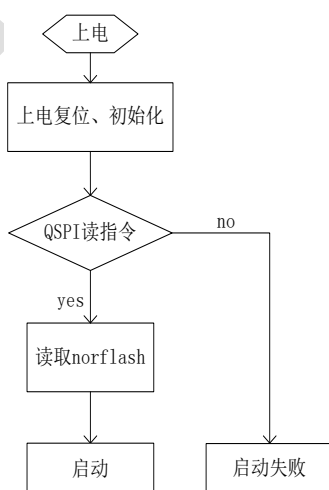 上电
上电复位、初始化
QSPI读指令
no
yes
读取norflash
启动
启动失败